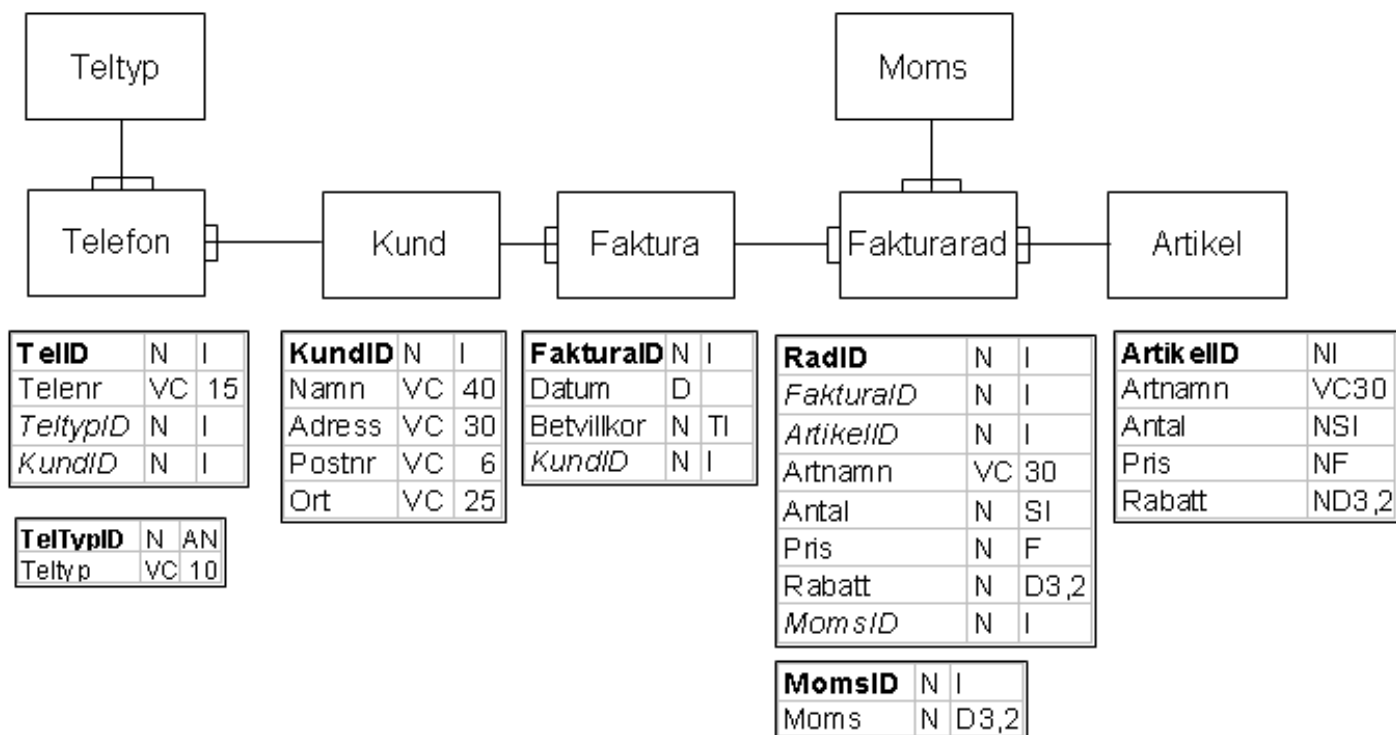 Teltyp
Moms
Telefon
Kund
Faktura
Fakturarad
Artikel
TelID N I
Telenr VC 15
TeltypID N I
KundID N I
TelTypID N AN
Teltyp VC 10
KundID N I
Namn VC 40
Adress VC 30
Postnr VC 6
Ort VC 25
FakturaID N I
Datum D
Betvillkor N TI
KundID N I
RadID N I
FakturaID N I
ArtikelID N I
Artnamn VC 30
Antal N SI
Pris N F
Rabatt N D3,2
MomsID N I
MomsID N I
Moms N D3,2
ArtikelID NI
Artnamn VC30
Antal NSI
Pris NF
Rabatt ND3,2